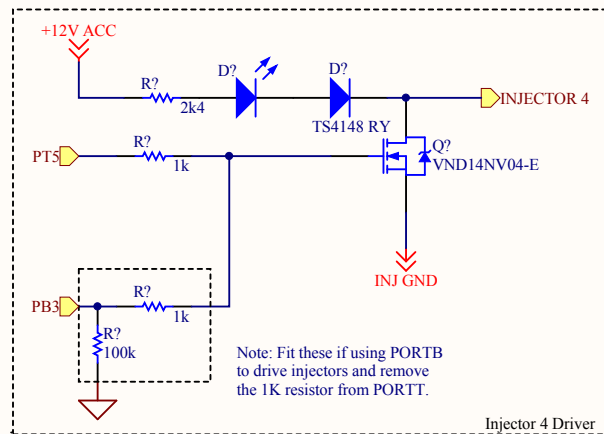 +12V ACC
R?
2k4
D?
D?
TS4148 RY
INJECTOR 4
PT5
R?
1k
Q?
VND14NV04-E
INJ GND
PB3
R?
1k
R?
100k
Note: Fit these if using PORTB
to drive injectors and remove
the 1K resistor from PORTT.
Injector 4 Driver